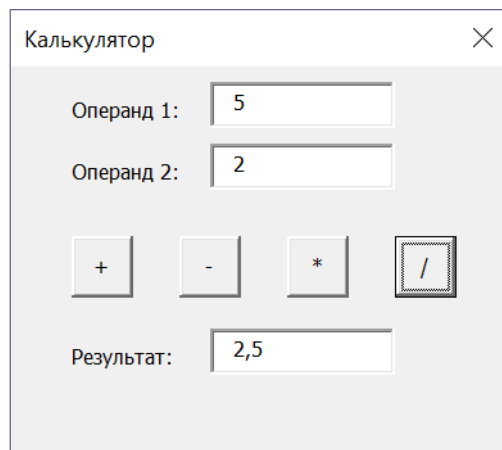 Калькулятор
Операнд 1: 5
Операнд 2: 2
+ - * /
Результат: 2,5